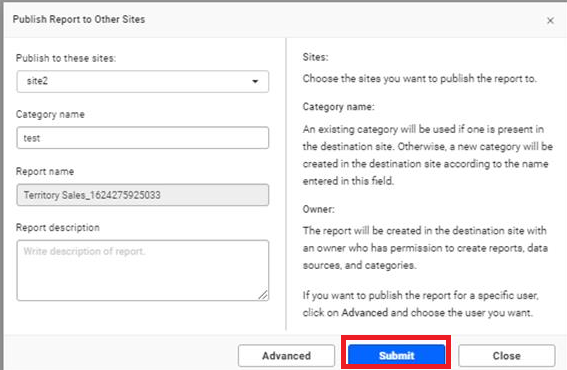 Publish Report to Other Sites
Publish to these sites:
site2
Category name
test
Report name
Territory Sales_1624275925033
Report description
Write description of report.
Sites:
Choose the sites you want to publish the report to.
Category name:
An existing category will be used if one is present in
the destination site. Otherwise, a new category will be
created in the destination site according to the name
entered in this field.
Owner:
The report will be created in the destination site with
an owner who has permission to create reports, data
sources, and categories.
If you want to publish the report for a specific user,
click on Advanced and choose the user you want.
Advanced
Submit
Close